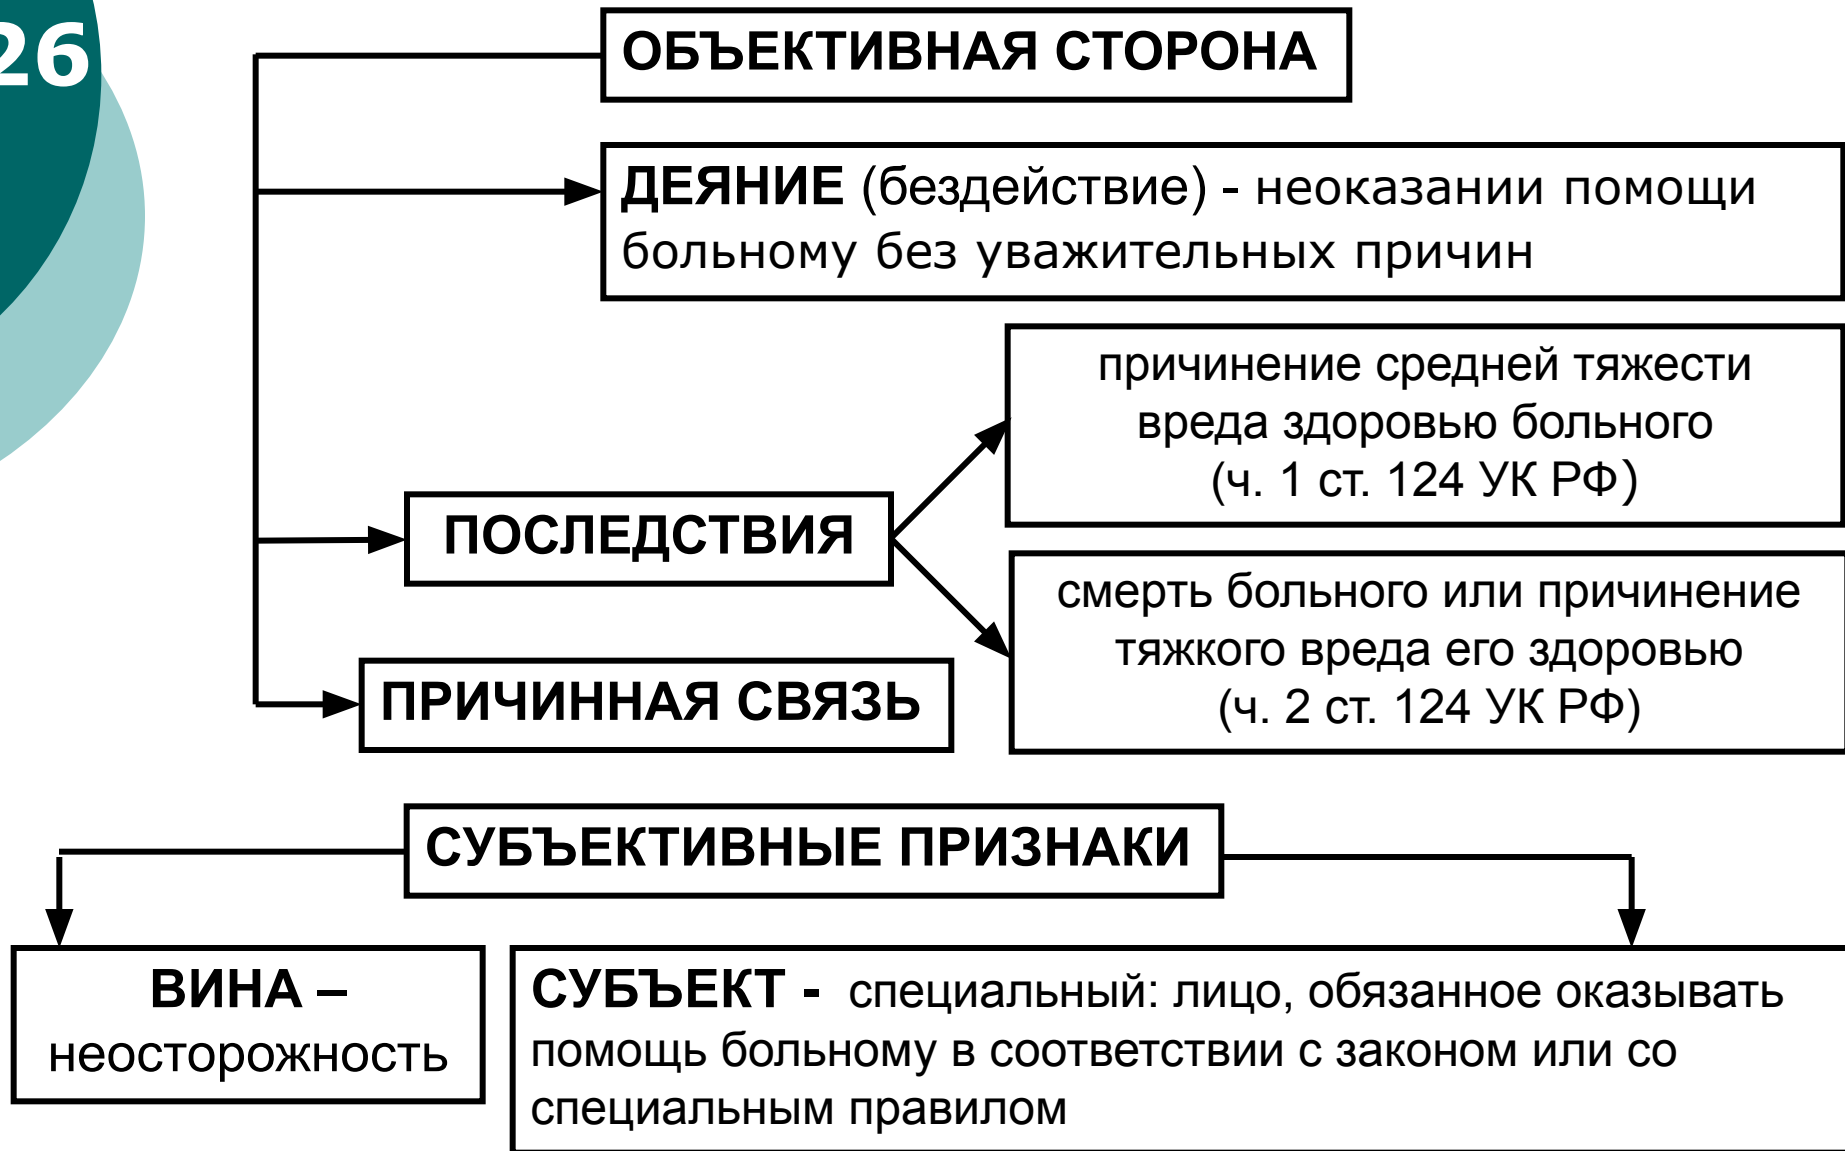 26
ОБЪЕКТИВНАЯ СТОРОНА
ДЕЯНИЕ (бездействие) - неоказании помощи
больному без уважительных причин
причинение средней тяжести
вреда здоровью больного
(ч. 1 ст. 124 УК РФ)
ПОСЛЕДСТВИЯ
смерть больного или причинение
тяжкого вреда его здоровью
(ч. 2 ст. 124 УК РФ)
ПРИЧИННАЯ СВЯЗЬ
СУБЪЕКТИВНЫЕ ПРИЗНАКИ
ВИНА –
неосторожность
СУБЪЕКТ - специальный: лицо, обязанное оказывать
помощь больному в соответствии с законом или со
специальным правилом